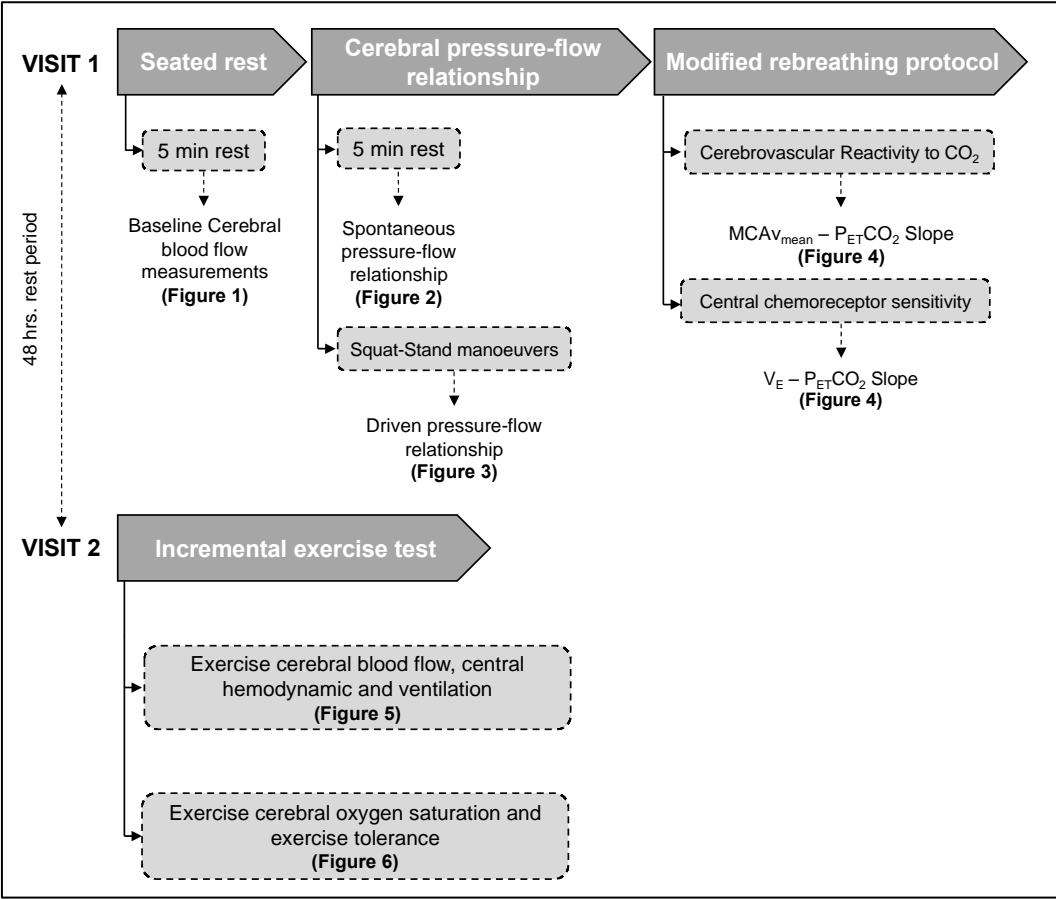 VISIT 1
Seated rest
Cerebral pressure-flow
relationship
Modified rebreathing protocol
5 min rest
Baseline Cerebral
blood flow
measurements
(Figure 1)
5 min rest
Spontaneous
pressure-flow
relationship
(Figure 2)
Squat-Stand manoeuvers
Driven pressure-flow
relationship
(Figure 3)
Cerebrovascular Reactivity to CO₂
MCAvₘₑₐₙ – P_ETCO₂ Slope
(Figure 4)
Central chemoreceptor sensitivity
V_E – P_ETCO₂ Slope
(Figure 4)
48 hrs. rest period
VISIT 2
Incremental exercise test
Exercise cerebral blood flow, central
hemodynamic and ventilation
(Figure 5)
Exercise cerebral oxygen saturation and
exercise tolerance
(Figure 6)